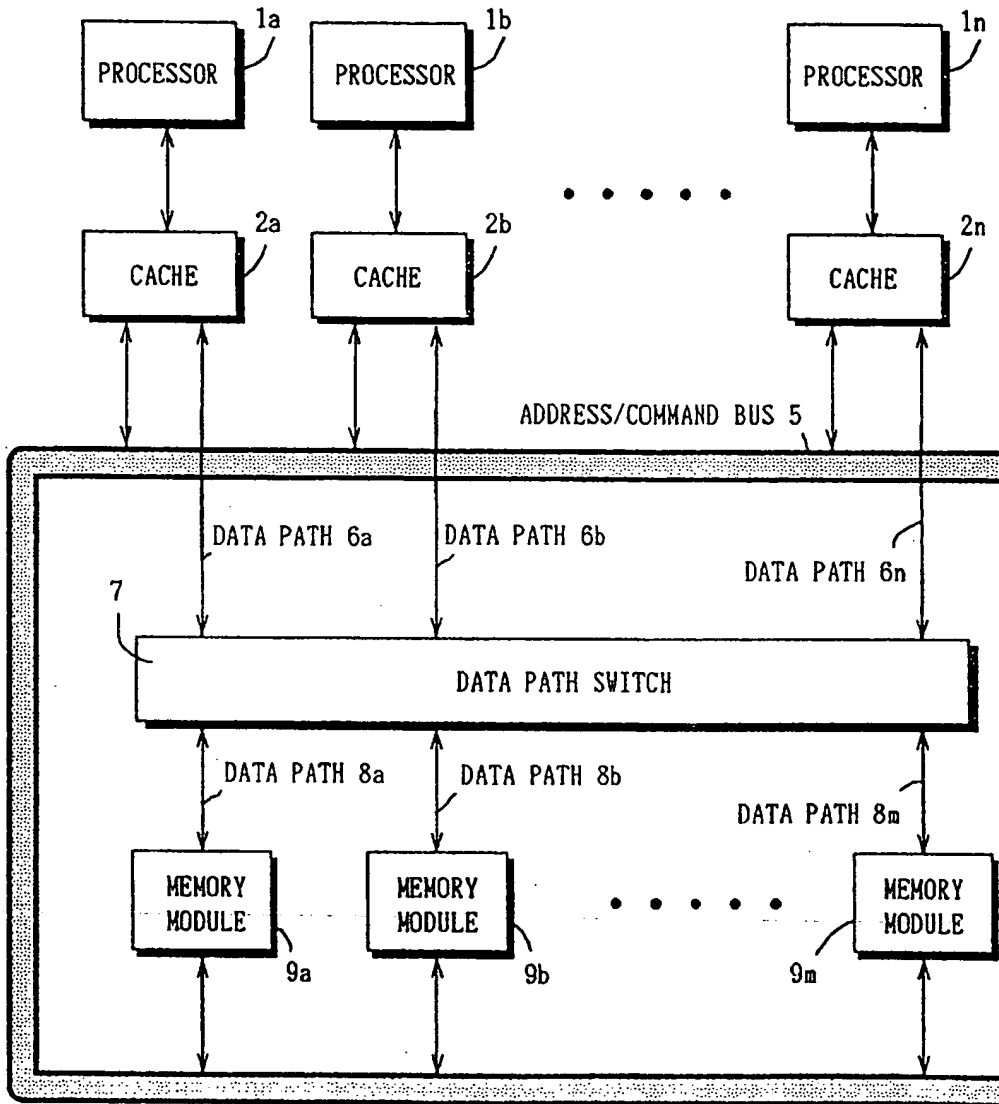 1a
1b
1n
PROCESSOR
PROCESSOR
PROCESSOR
2a
2b
2n
CACHE
CACHE
CACHE
ADDRESS/COMMAND BUS 5
DATA PATH 6a
DATA PATH 6b
DATA PATH 6n
7
DATA PATH SWITCH
DATA PATH 8a
DATA PATH 8b
DATA PATH 8m
MEMORY
MODULE
MEMORY
MODULE
MEMORY
MODULE
9a
9b
9m